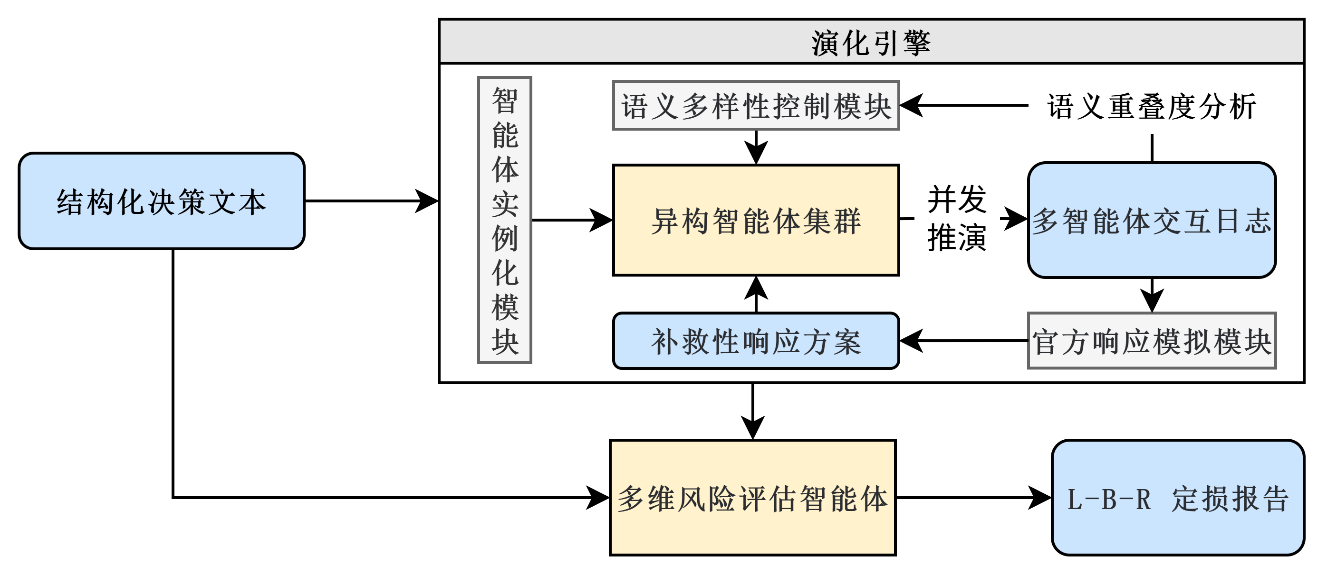 演化引擎
智能体实例化模块
语义多样性控制模块
语义重叠度分析
结构化决策文本
异构智能体集群
并发
推演
多智能体交互日志
补救性响应方案
官方响应模拟模块
多维风险评估智能体
L-B-R 定损报告